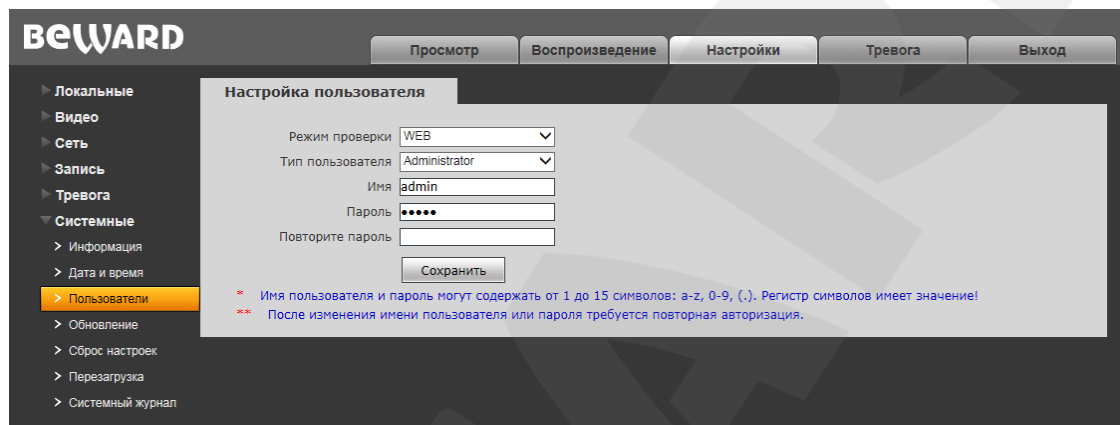 BeWARD
Просмотр Воспроизведение Настройки Тревога Выход
Локальные
Видео
Сеть
Запись
Тревога
Системные
Информация
Дата и время
Пользователи
Обновление
Сброс настроек
Перезагрузка
Системный журнал
Настройка пользователя
Режим проверки WEB
Тип пользователя Administrator
Имя admin
Пароль •••••
Повторите пароль
Сохранить
* Имя пользователя и пароль могут содержать от 1 до 15 символов: a-z, 0-9, (.). Регистр символов имеет значение!
** После изменения имени пользователя или пароля требуется повторная авторизация.